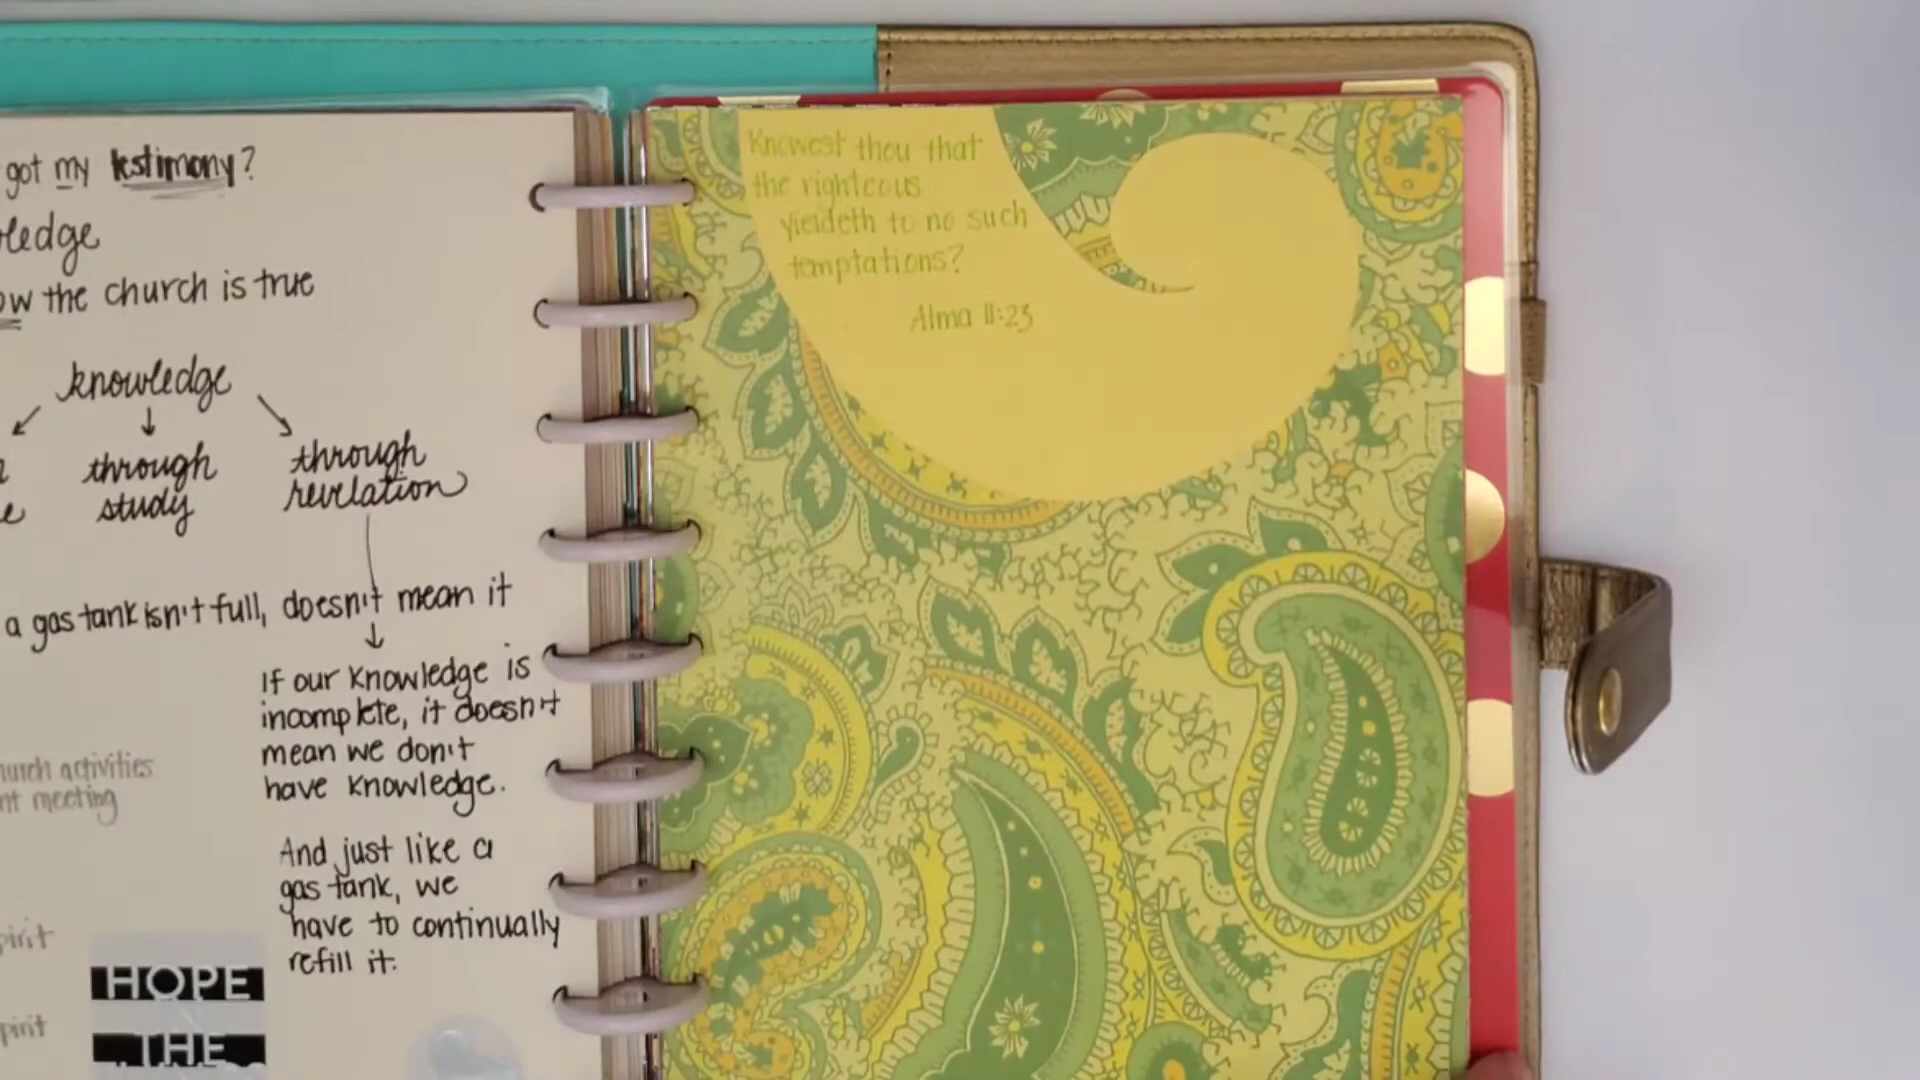 got my testimony?
ledge
ow the church is true
knowledge
through
study
through
revelation
a gas tank isn't full, doesn't mean it
If our knowledge is
incomplete, it doesn't
mean we don't
have knowledge.
And just like a
gas tank, we
have to continually
refill it.
hurch activities
nt meeting
pirit
pirit
HOPE
THE
Knowest thou that
the righteous
yieldeth to no such
temptations?
Alma 11:23